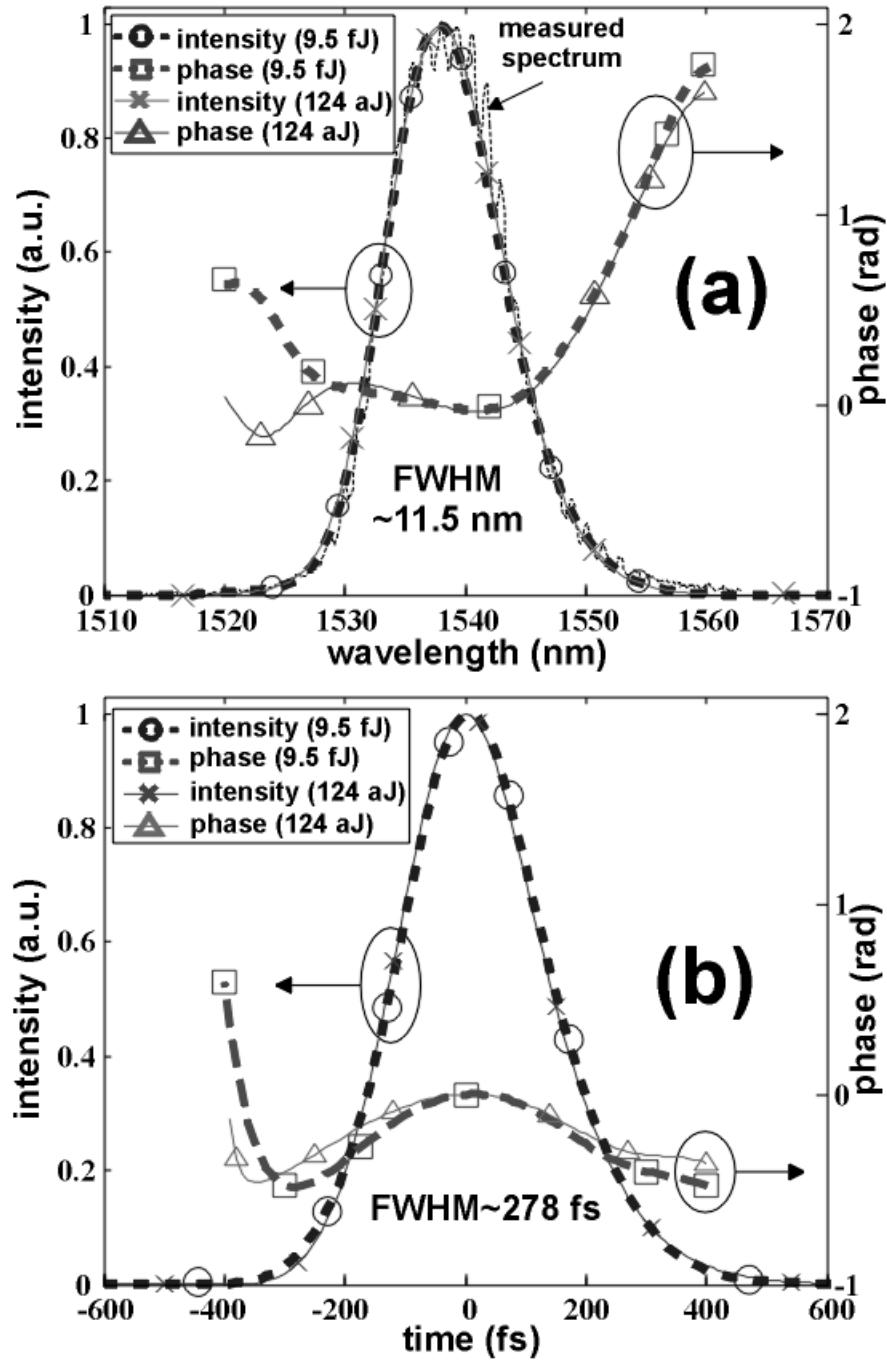 intensity (9.5 fJ)
phase (9.5 fJ)
intensity (124 aJ)
phase (124 aJ)
measured
spectrum
(a)
FWHM
~11.5 nm
intensity (a.u.)
1
0.8
0.6
0.4
0.2
0
phase (rad)
2
1
0
-1
1510 1520 1530 1540 1550 1560 1570
wavelength (nm)
intensity (9.5 fJ)
phase (9.5 fJ)
intensity (124 aJ)
phase (124 aJ)
(b)
FWHM~278 fs
intensity (a.u.)
1
0.8
0.6
0.4
0.2
0
phase (rad)
2
1
0
-1
-600 -400 -200 0 200 400 600
time (fs)